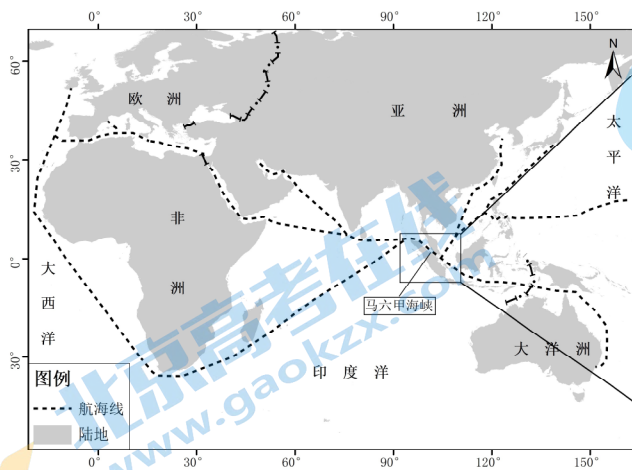 0° 30° 60° 90° 120° 150°
60°
30°
0°
30°
N
欧 洲
亚 洲
太平洋
非洲
大西洋
马六甲海峡
大 洋 洲
印 度 洋
图例
航海线
陆地
北京高考在线
www.gaokzx.com
0° 30° 60° 90° 120° 150°